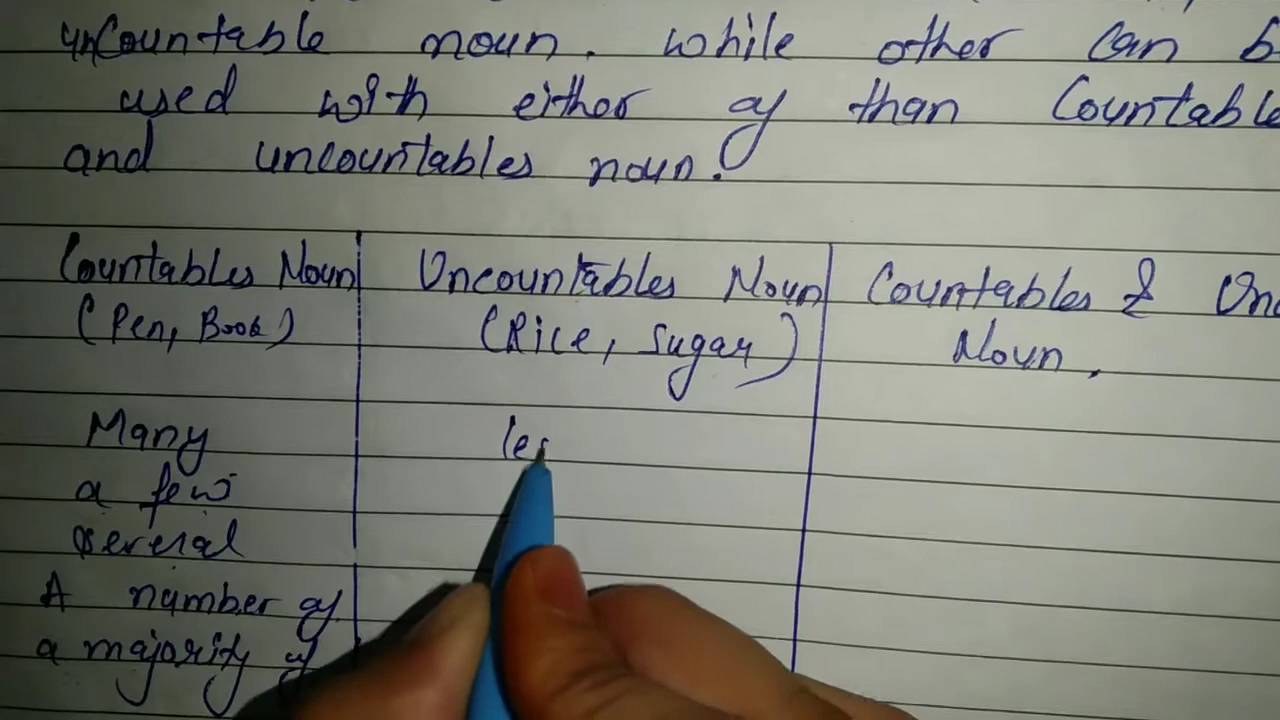 uncountable noun. while other can b
used with either of than Countable
and uncountables noun.
Countables Noun Uncountables Noun Countables & Unc
(Pen, Book) (Rice, Sugar) Noun.
Many les
a few
several
A number of
a majority of